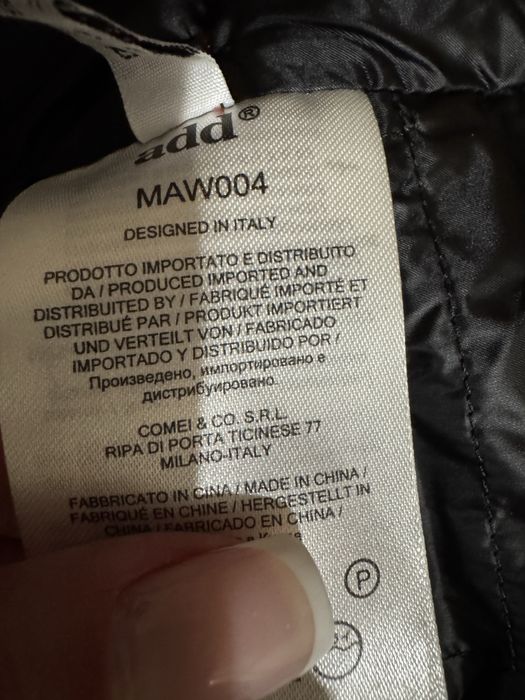 add®
MAW004
DESIGNED IN ITALY
PRODOTTO IMPORTATO E DISTRIBUITO
DA / PRODUCED IMPORTED AND
DISTRIBUITED BY / FABRIQUÉ IMPORTÉ ET
DISTRIBUÉ PAR / PRODUKT IMPORTIERT
UND VERTEILT VON / FABRICADO
IMPORTADO Y DISTRIBUIDO POR /
Произведено, импортировано е
дистрибуировано
COMEI & CO. S.R.L.
RIPA DI PORTA TICINESE 77
MILANO-ITALY
FABBRICATO IN CINA / MADE IN CHINA /
FABRIQUÉ EN CHINE / HERGESTELLT IN
CHINA / FABRICADO EN CHINA /
P